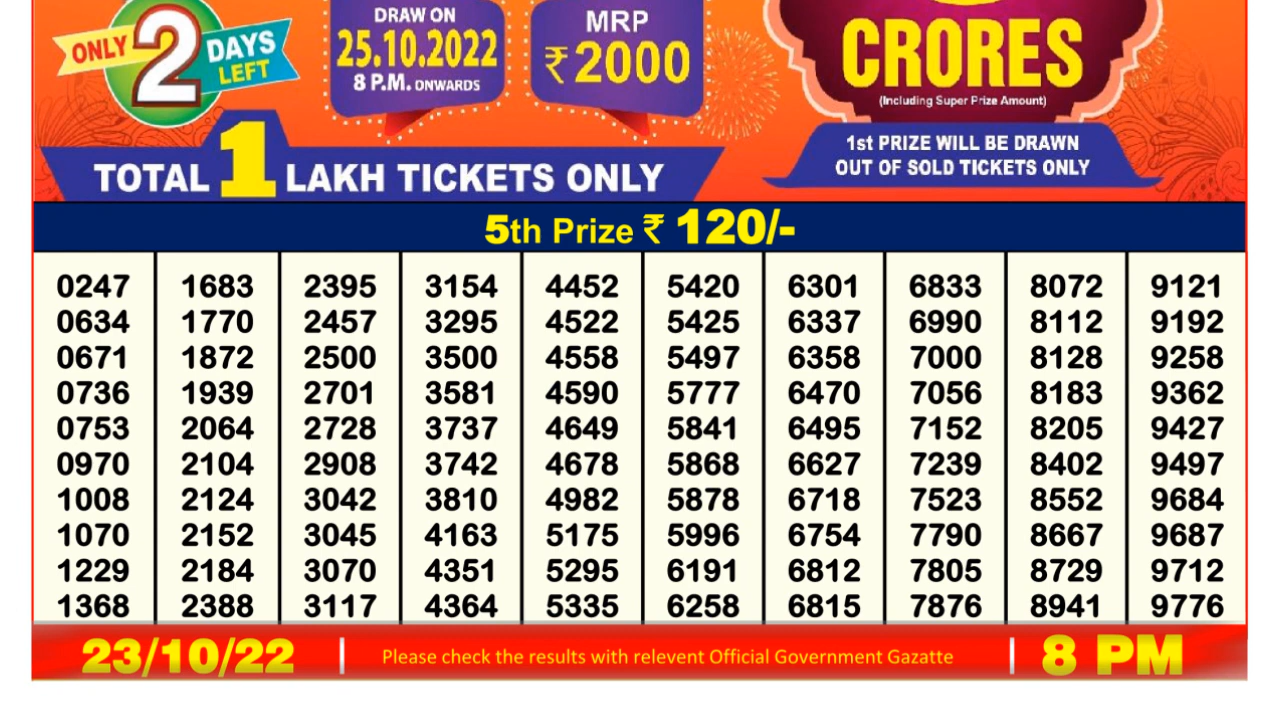 ONLY 2 DAYS LEFT
DRAW ON
25.10.2022
8 P.M. ONWARDS
MRP
₹2000
CRORES
(Including Super Prize Amount)
1st PRIZE WILL BE DRAWN
OUT OF SOLD TICKETS ONLY
TOTAL 1 LAKH TICKETS ONLY
5th Prize ₹ 120/-
0247 1683 2395 3154 4452 5420 6301 6833 8072 9121
0634 1770 2457 3295 4522 5425 6337 6990 8112 9192
0671 1872 2500 3500 4558 5497 6358 7000 8128 9258
0736 1939 2701 3581 4590 5777 6470 7056 8183 9362
0753 2064 2728 3737 4649 5841 6495 7152 8205 9427
0970 2104 2908 3742 4678 5868 6627 7239 8402 9497
1008 2124 3042 3810 4982 5878 6718 7523 8552 9684
1070 2152 3045 4163 5175 5996 6754 7790 8667 9687
1229 2184 3070 4351 5295 6191 6812 7805 8729 9712
1368 2388 3117 4364 5335 6258 6815 7876 8941 9776
23/10/22 | Please check the results with relevent Official Government Gazatte | 8 PM